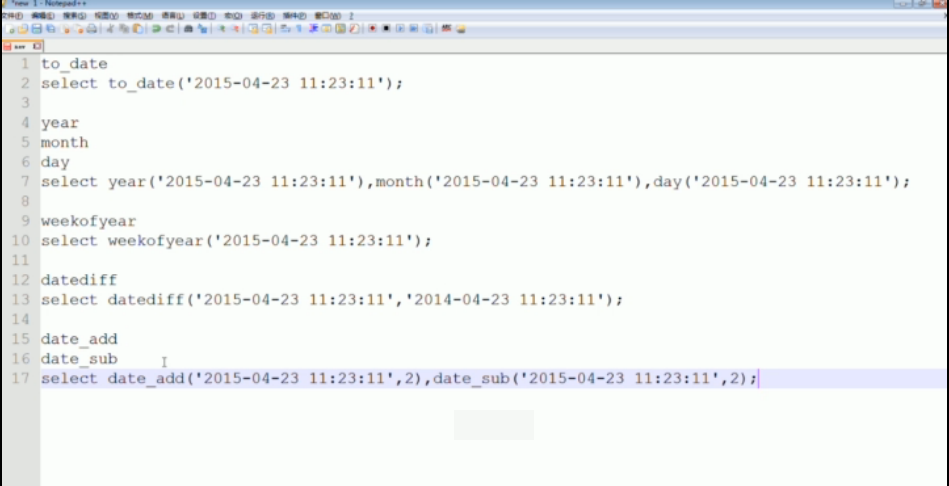 *new 1 - Notepad++
文件(F) 编辑(E) 搜索(S) 视图(V) 格式(M) 语言(L) 设置(T) 宏(O) 运行(R) 插件(P) 窗口(W) ?
new 1
1 to_date
2 select to_date('2015-04-23 11:23:11');
3
4 year
5 month
6 day
7 select year('2015-04-23 11:23:11'),month('2015-04-23 11:23:11'),day('2015-04-23 11:23:11');
8
9 weekofyear
10 select weekofyear('2015-04-23 11:23:11');
11
12 datediff
13 select datediff('2015-04-23 11:23:11','2014-04-23 11:23:11');
14
15 date_add
16 date_sub
17 select date_add('2015-04-23 11:23:11',2),date_sub('2015-04-23 11:23:11',2);